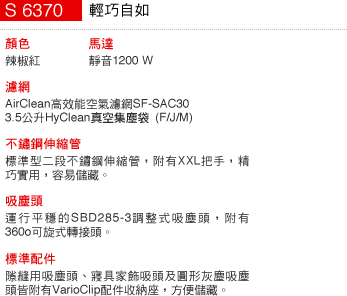 S 6370 輕巧自如
顏色 馬達
辣椒紅 靜音1200 W
濾網
AirClean高效能空氣濾網SF-SAC30
3.5公升HyClean真空集塵袋 (F/J/M)
不鏽鋼伸縮管
標準型二段不鏽鋼伸縮管，附有XXL把手，精
巧實用，容易儲藏。
吸塵頭
運行平穩的SBD285-3調整式吸塵頭，附有
360o可旋式轉接頭。
標準配件
隙縫用吸塵頭、寢具家飾吸頭及圓形灰塵吸塵
頭皆附有VarioClip配件收納座，方便儲藏。